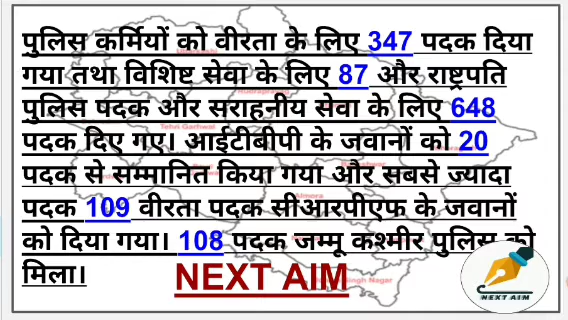 पुलिस कर्मियों को वीरता के लिए 347 पदक दिया
गया तथा विशिष्ट सेवा के लिए 87 और राष्ट्रपति
पुलिस पदक और सराहनीय सेवा के लिए 648
पदक दिए गए। आईटीबीपी के जवानों को 20
पदक से सम्मानित किया गया और सबसे ज्यादा
पदक 109 वीरता पदक सीआरपीएफ के जवानों
को दिया गया। 108 पदक जम्मू कश्मीर पुलिस को
मिला।
NEXT AIM
NEXT AIM